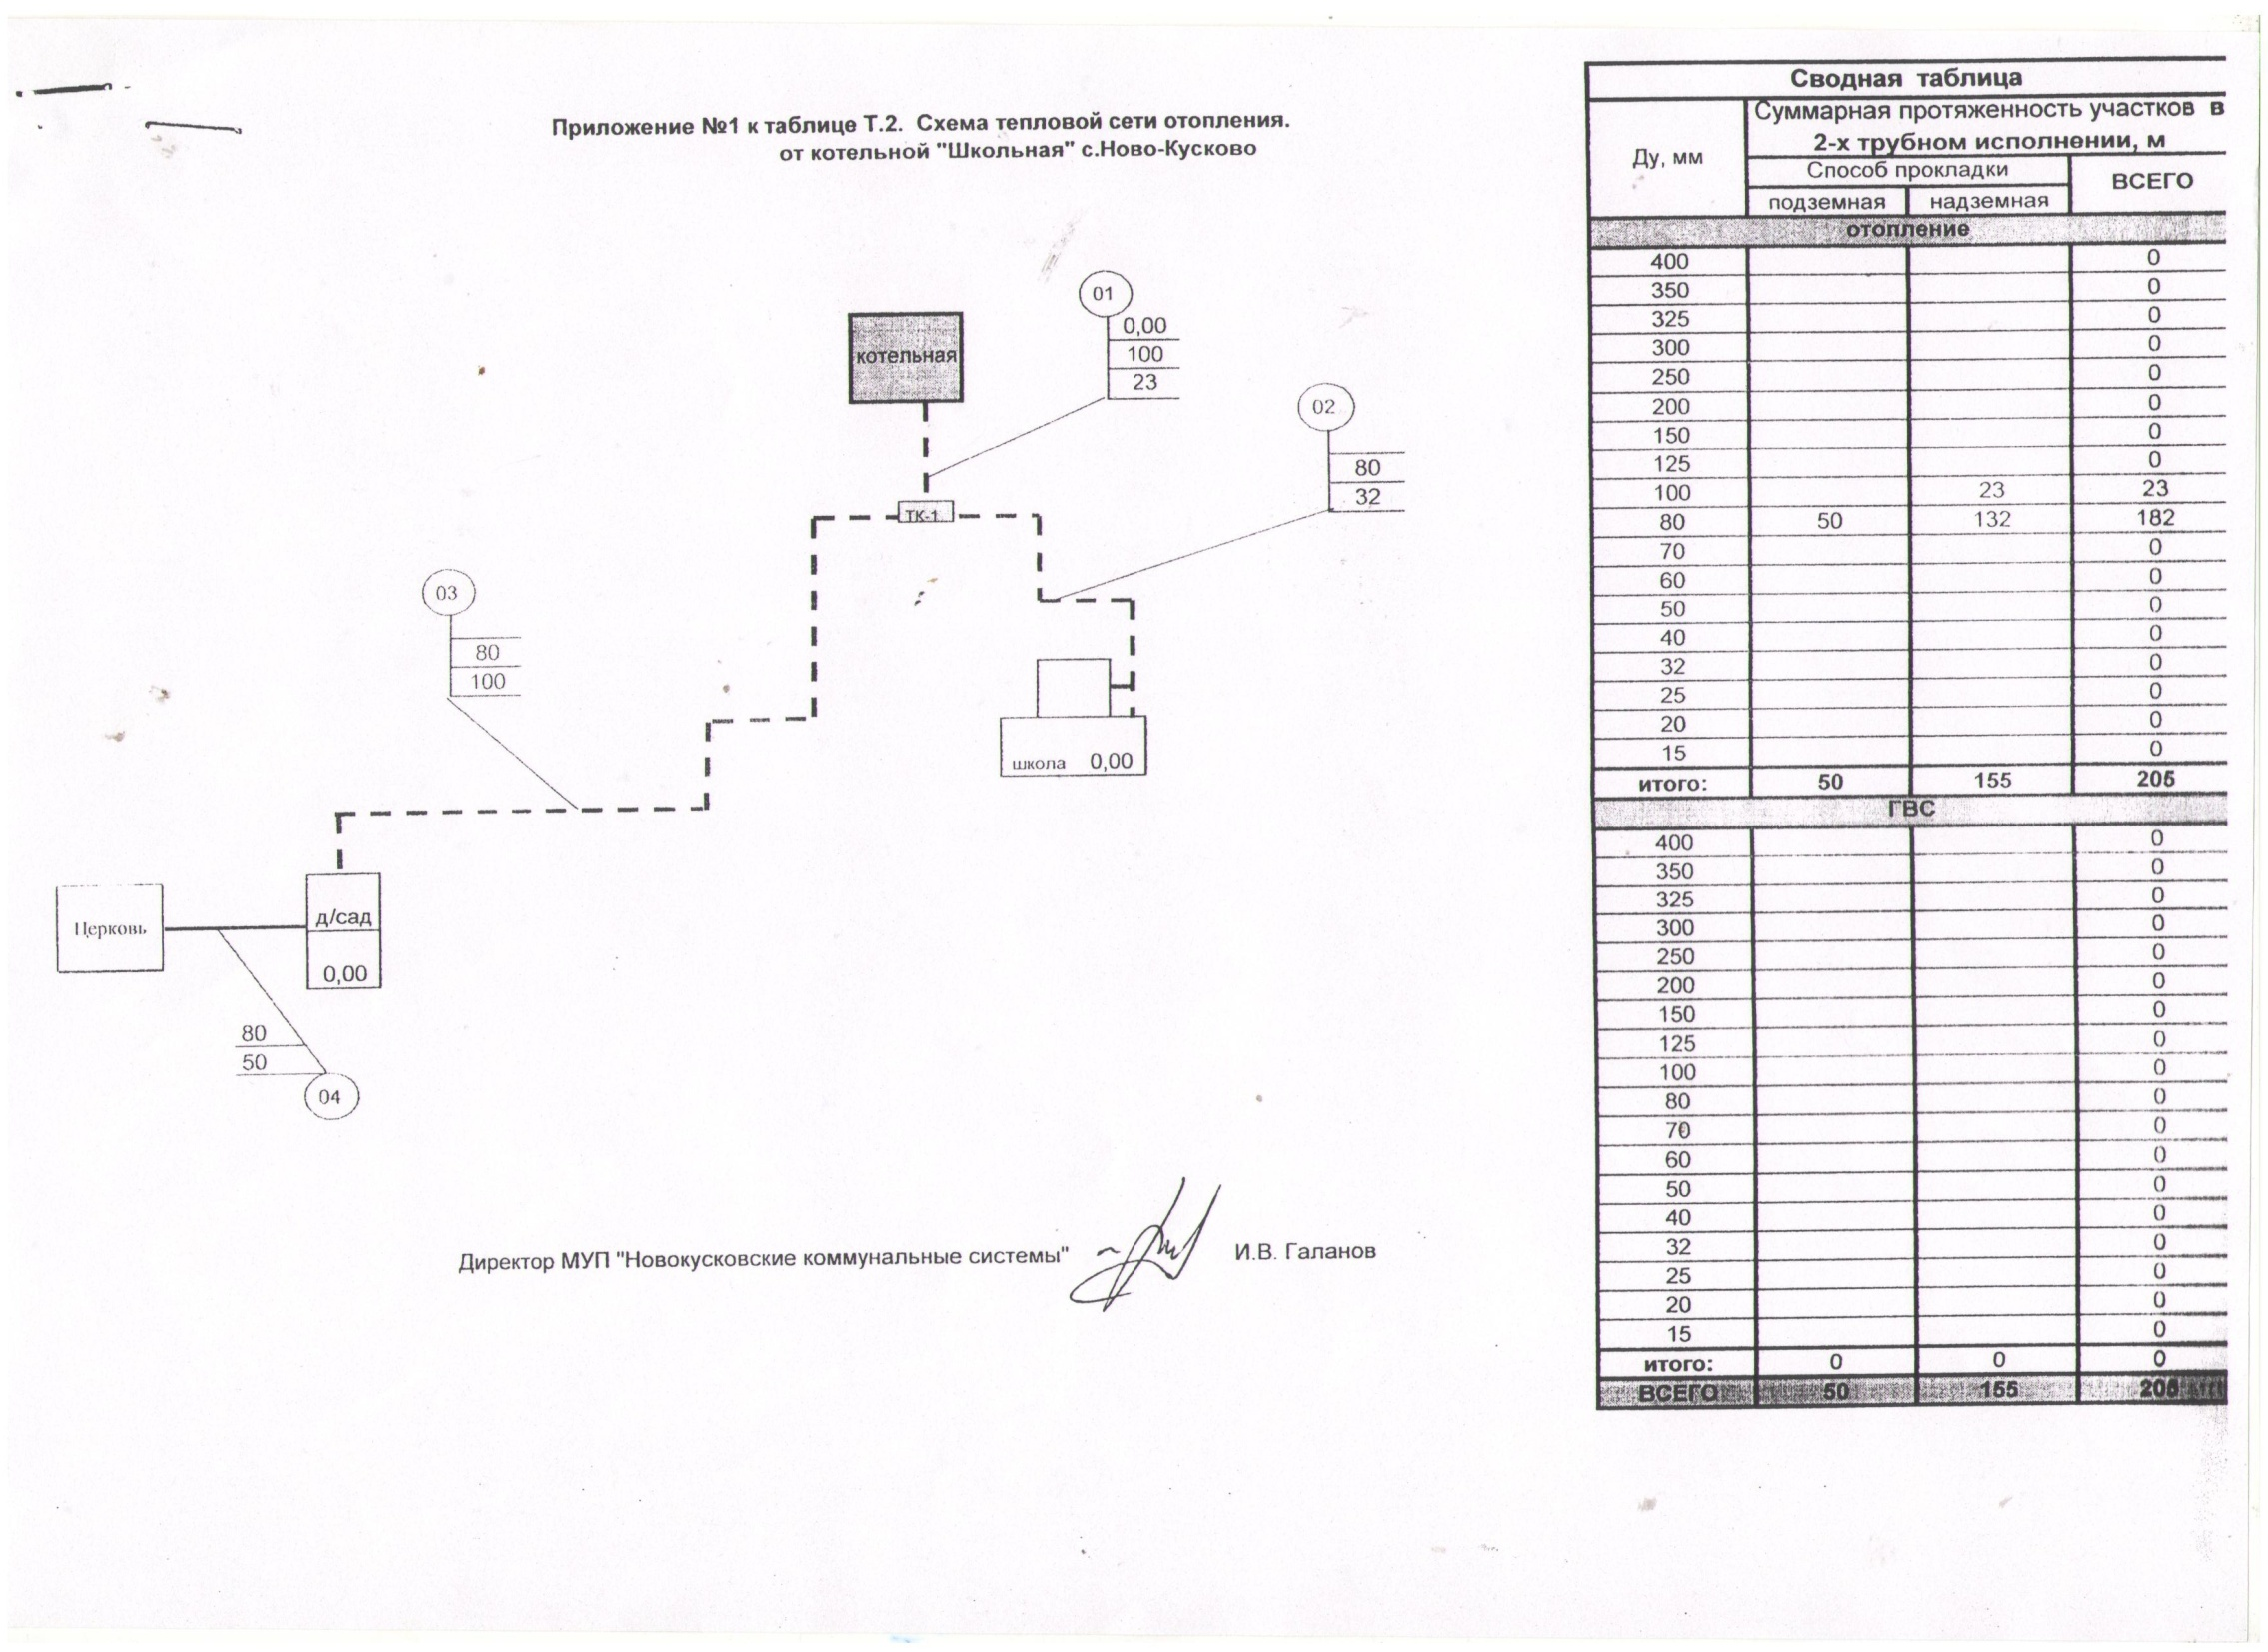 Приложение №1 к таблице Т.2. Схема тепловой сети отопления.
от котельной "Школьная" с.Ново-Кусково
котельная
01
0,00
100
23
02
80
32
ТК-1
03
80
100
школа 0,00
Церковь
д/сад
0,00
80
50
04
Директор МУП "Новокусковские коммунальные системы" И.В. Галанов
Сводная таблица
Ду, мм
Суммарная протяженность участков в
2-х трубном исполнении, м
Способ прокладки
ВСЕГО
подземная надземная
отопление
400 0
350 0
325 0
300 0
250 0
200 0
150 0
125 0
100 23 23
80 50 132 182
70 0
60 0
50 0
40 0
32 0
25 0
20 0
15 0
итого: 50 155 205
ГВС
400 0
350 0
325 0
300 0
250 0
200 0
150 0
125 0
100 0
80 0
70 0
60 0
50 0
40 0
32 0
25 0
20 0
15 0
итого: 0 0 0
ВСЕГО 50 155 205